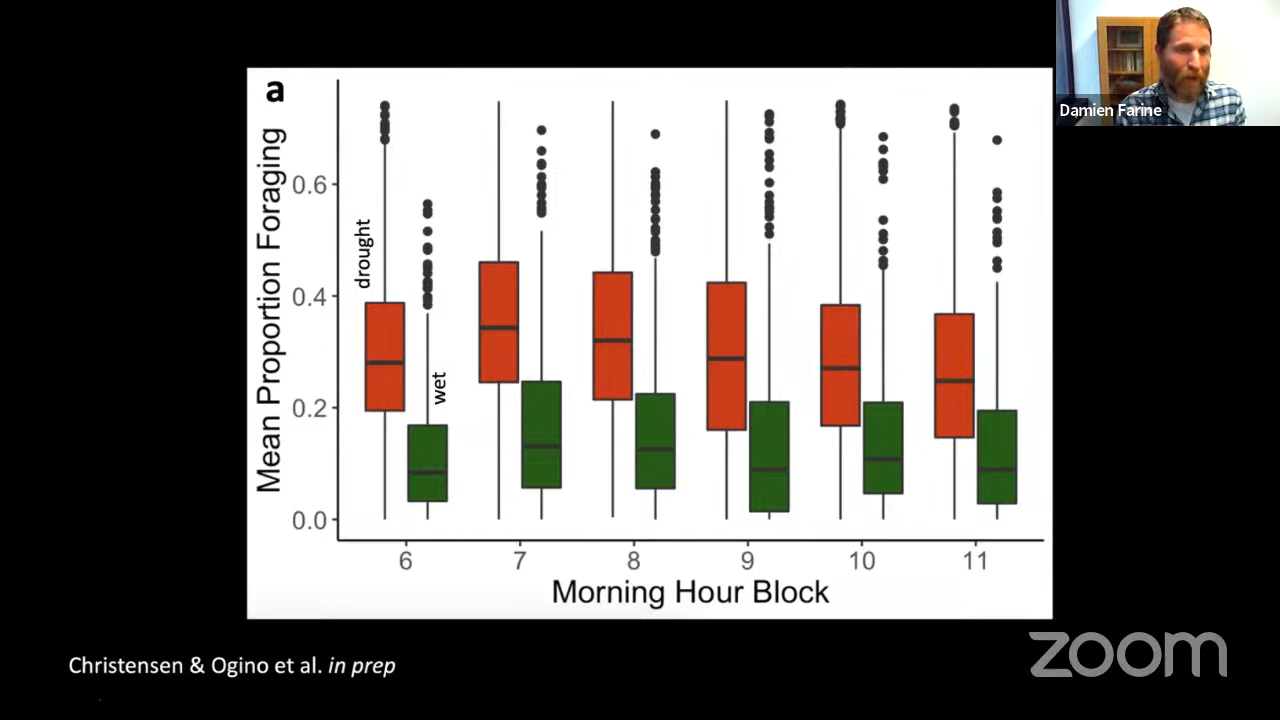 Damien Farine
a
Mean Proportion Foraging
0.6
0.4
0.2
0.0
drought
wet
6 7 8 9 10 11
Morning Hour Block
Christensen & Ogino et al. in prep
zoom